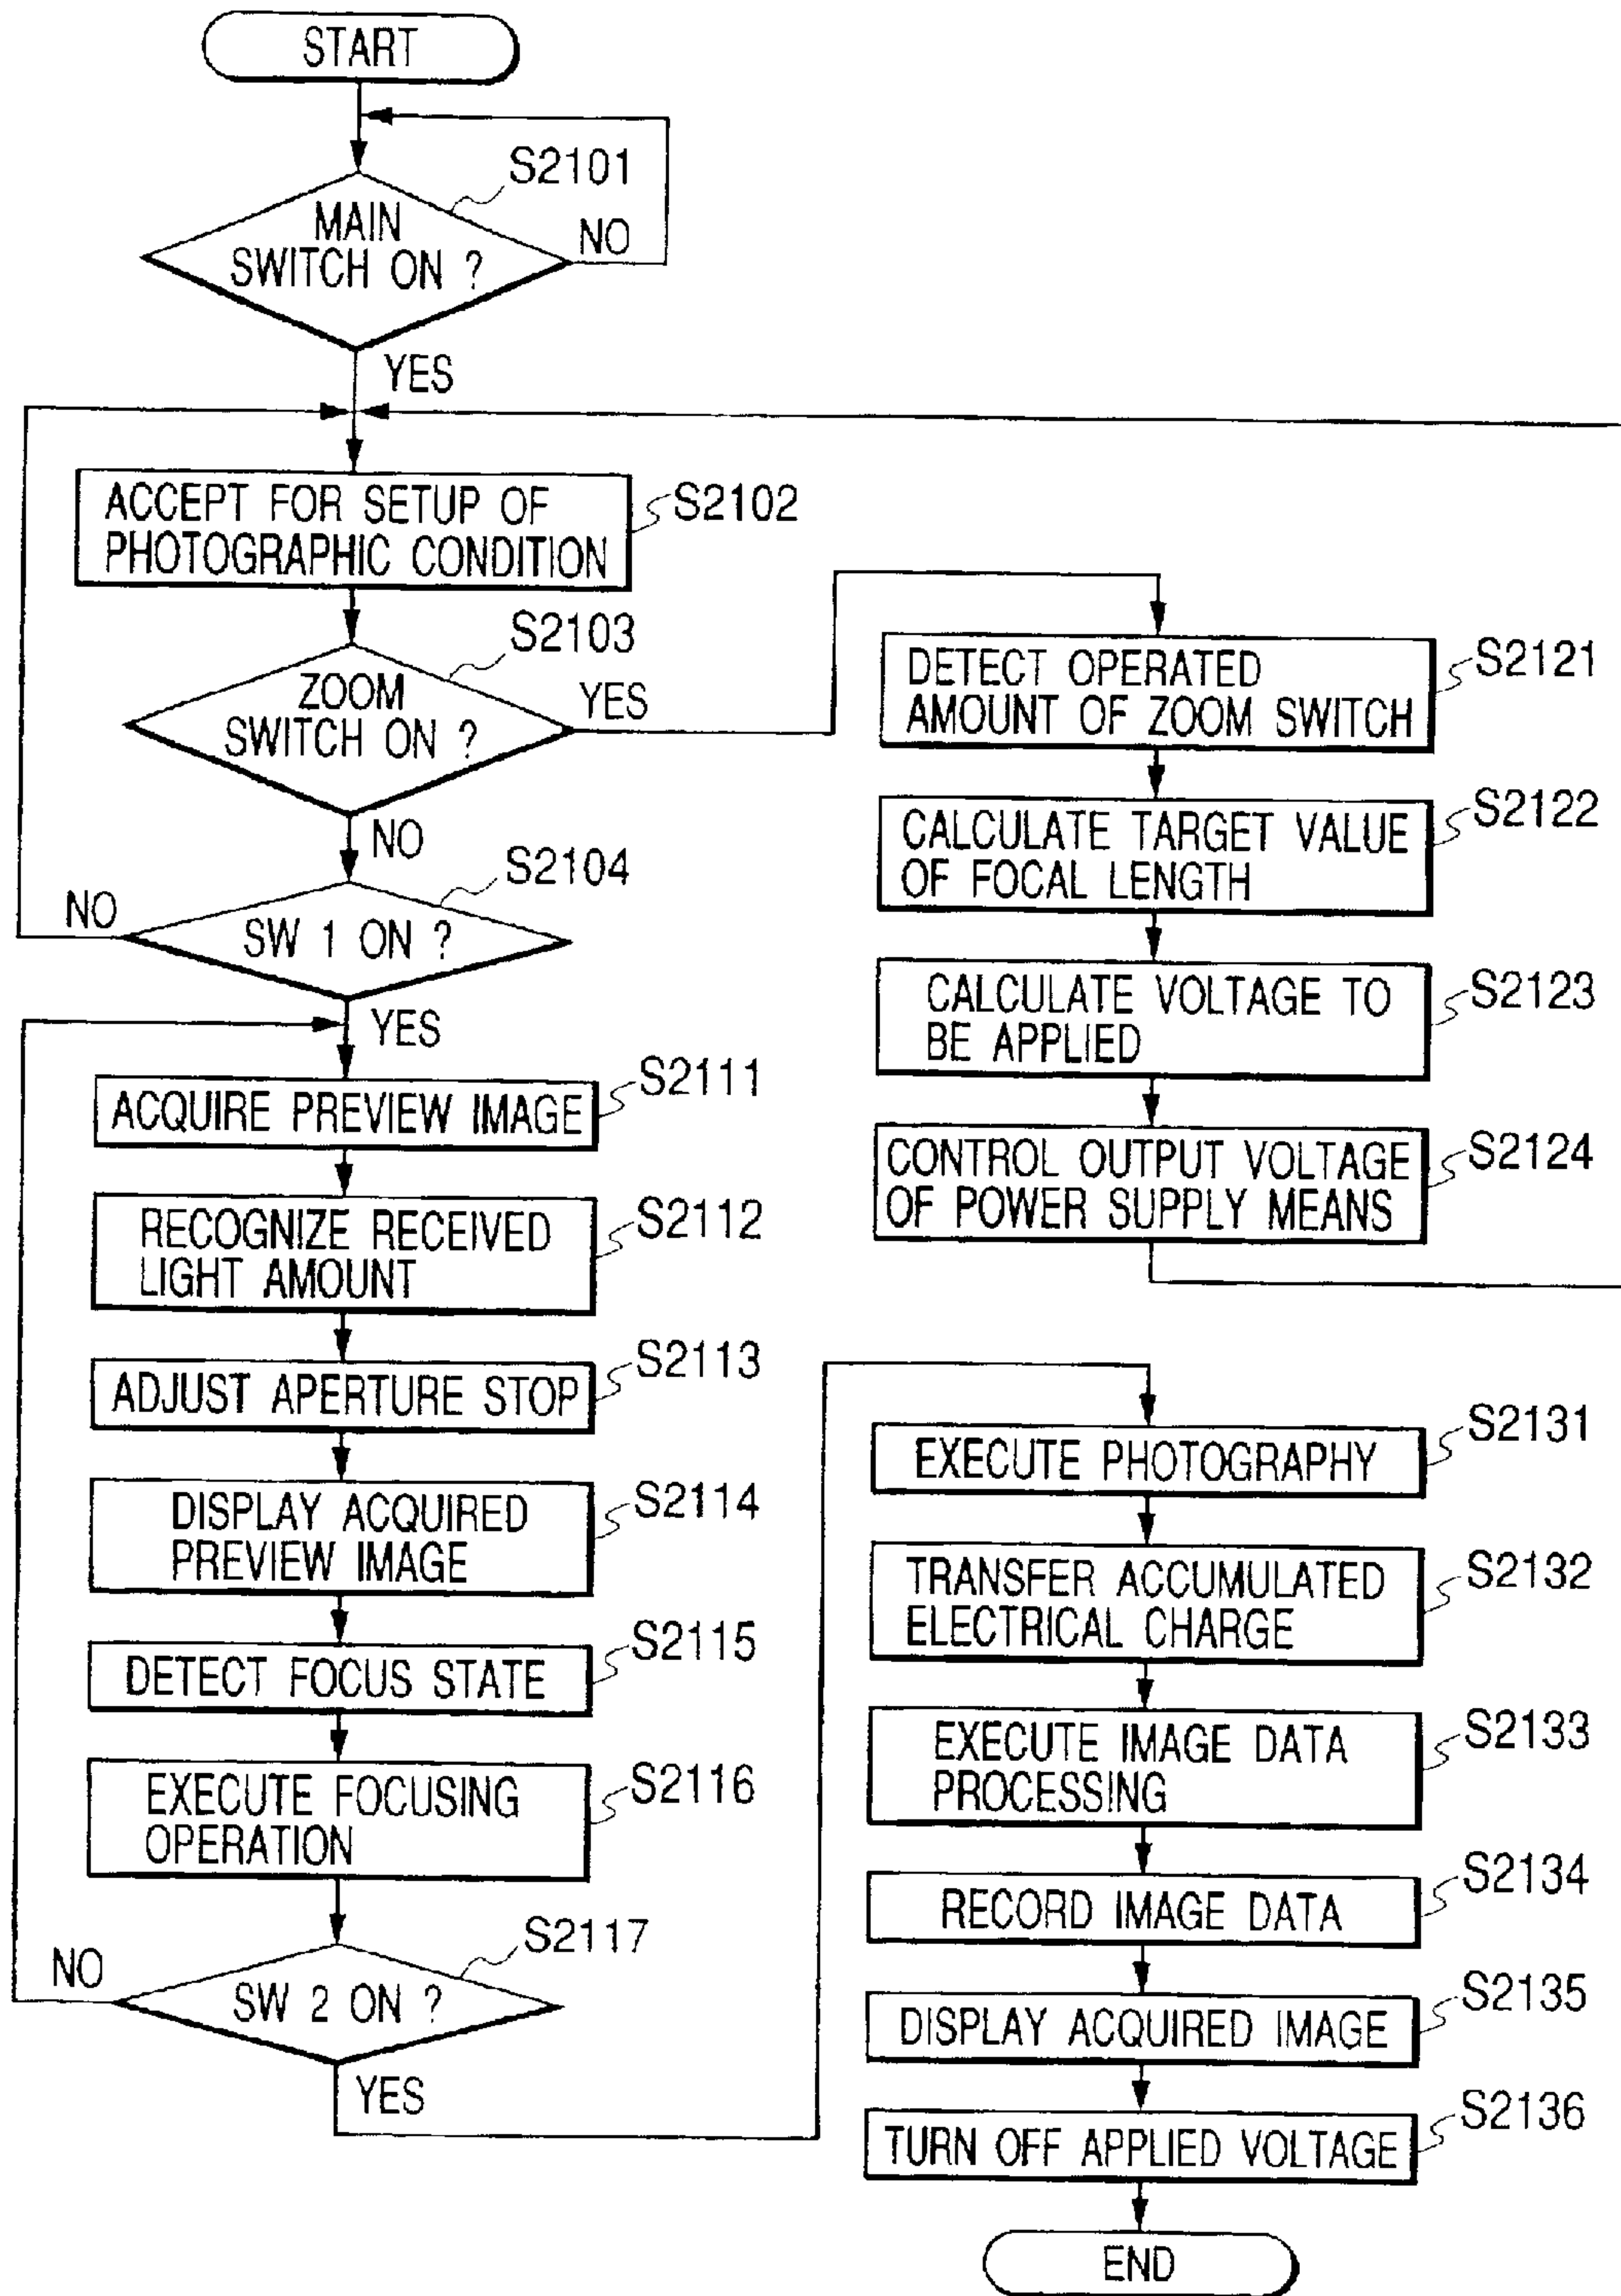 START
S2101
MAIN
SWITCH ON ?
NO
YES
ACCEPT FOR SETUP OF
PHOTOGRAPHIC CONDITION
S2102
S2103
ZOOM
SWITCH ON ?
YES
NO
S2104
NO
SW 1 ON ?
YES
ACQUIRE PREVIEW IMAGE
S2111
RECOGNIZE RECEIVED
LIGHT AMOUNT
S2112
ADJUST APERTURE STOP
S2113
DISPLAY ACQUIRED
PREVIEW IMAGE
S2114
DETECT FOCUS STATE
S2115
EXECUTE FOCUSING
OPERATION
S2116
S2117
NO
SW 2 ON ?
YES
DETECT OPERATED
AMOUNT OF ZOOM SWITCH
S2121
CALCULATE TARGET VALUE
OF FOCAL LENGTH
S2122
CALCULATE VOLTAGE TO
BE APPLIED
S2123
CONTROL OUTPUT VOLTAGE
OF POWER SUPPLY MEANS
S2124
EXECUTE PHOTOGRAPHY
S2131
TRANSFER ACCUMULATED
ELECTRICAL CHARGE
S2132
EXECUTE IMAGE DATA
PROCESSING
S2133
RECORD IMAGE DATA
S2134
DISPLAY ACQUIRED IMAGE
S2135
TURN OFF APPLIED VOLTAGE
S2136
END